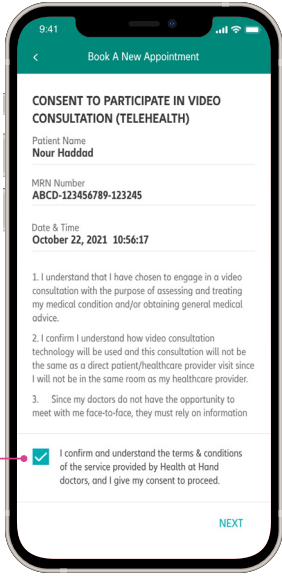 9:41
Book A New Appointment
CONSENT TO PARTICIPATE IN VIDEO
CONSULTATION (TELEHEALTH)
Patient Name
Nour Haddad
MRN Number
ABCD-123456789-123245
Date & Time
October 22, 2021 10:56:17
1. I understand that I have chosen to engage in a video
consultation with the purpose of assessing and treating
my medical condition and/or obtaining general medical
advice.
2. I confirm I understand how video consultation
technology will be used and this consultation will not be
the same as a direct patient/healthcare provider visit since
I will not be in the same room as my healthcare provider.
3. Since my doctors do not have the opportunity to
meet with me face-to-face, they must rely on information
I confirm and understand the terms & conditions
of the service provided by Health at Hand
doctors, and I give my consent to proceed.
NEXT